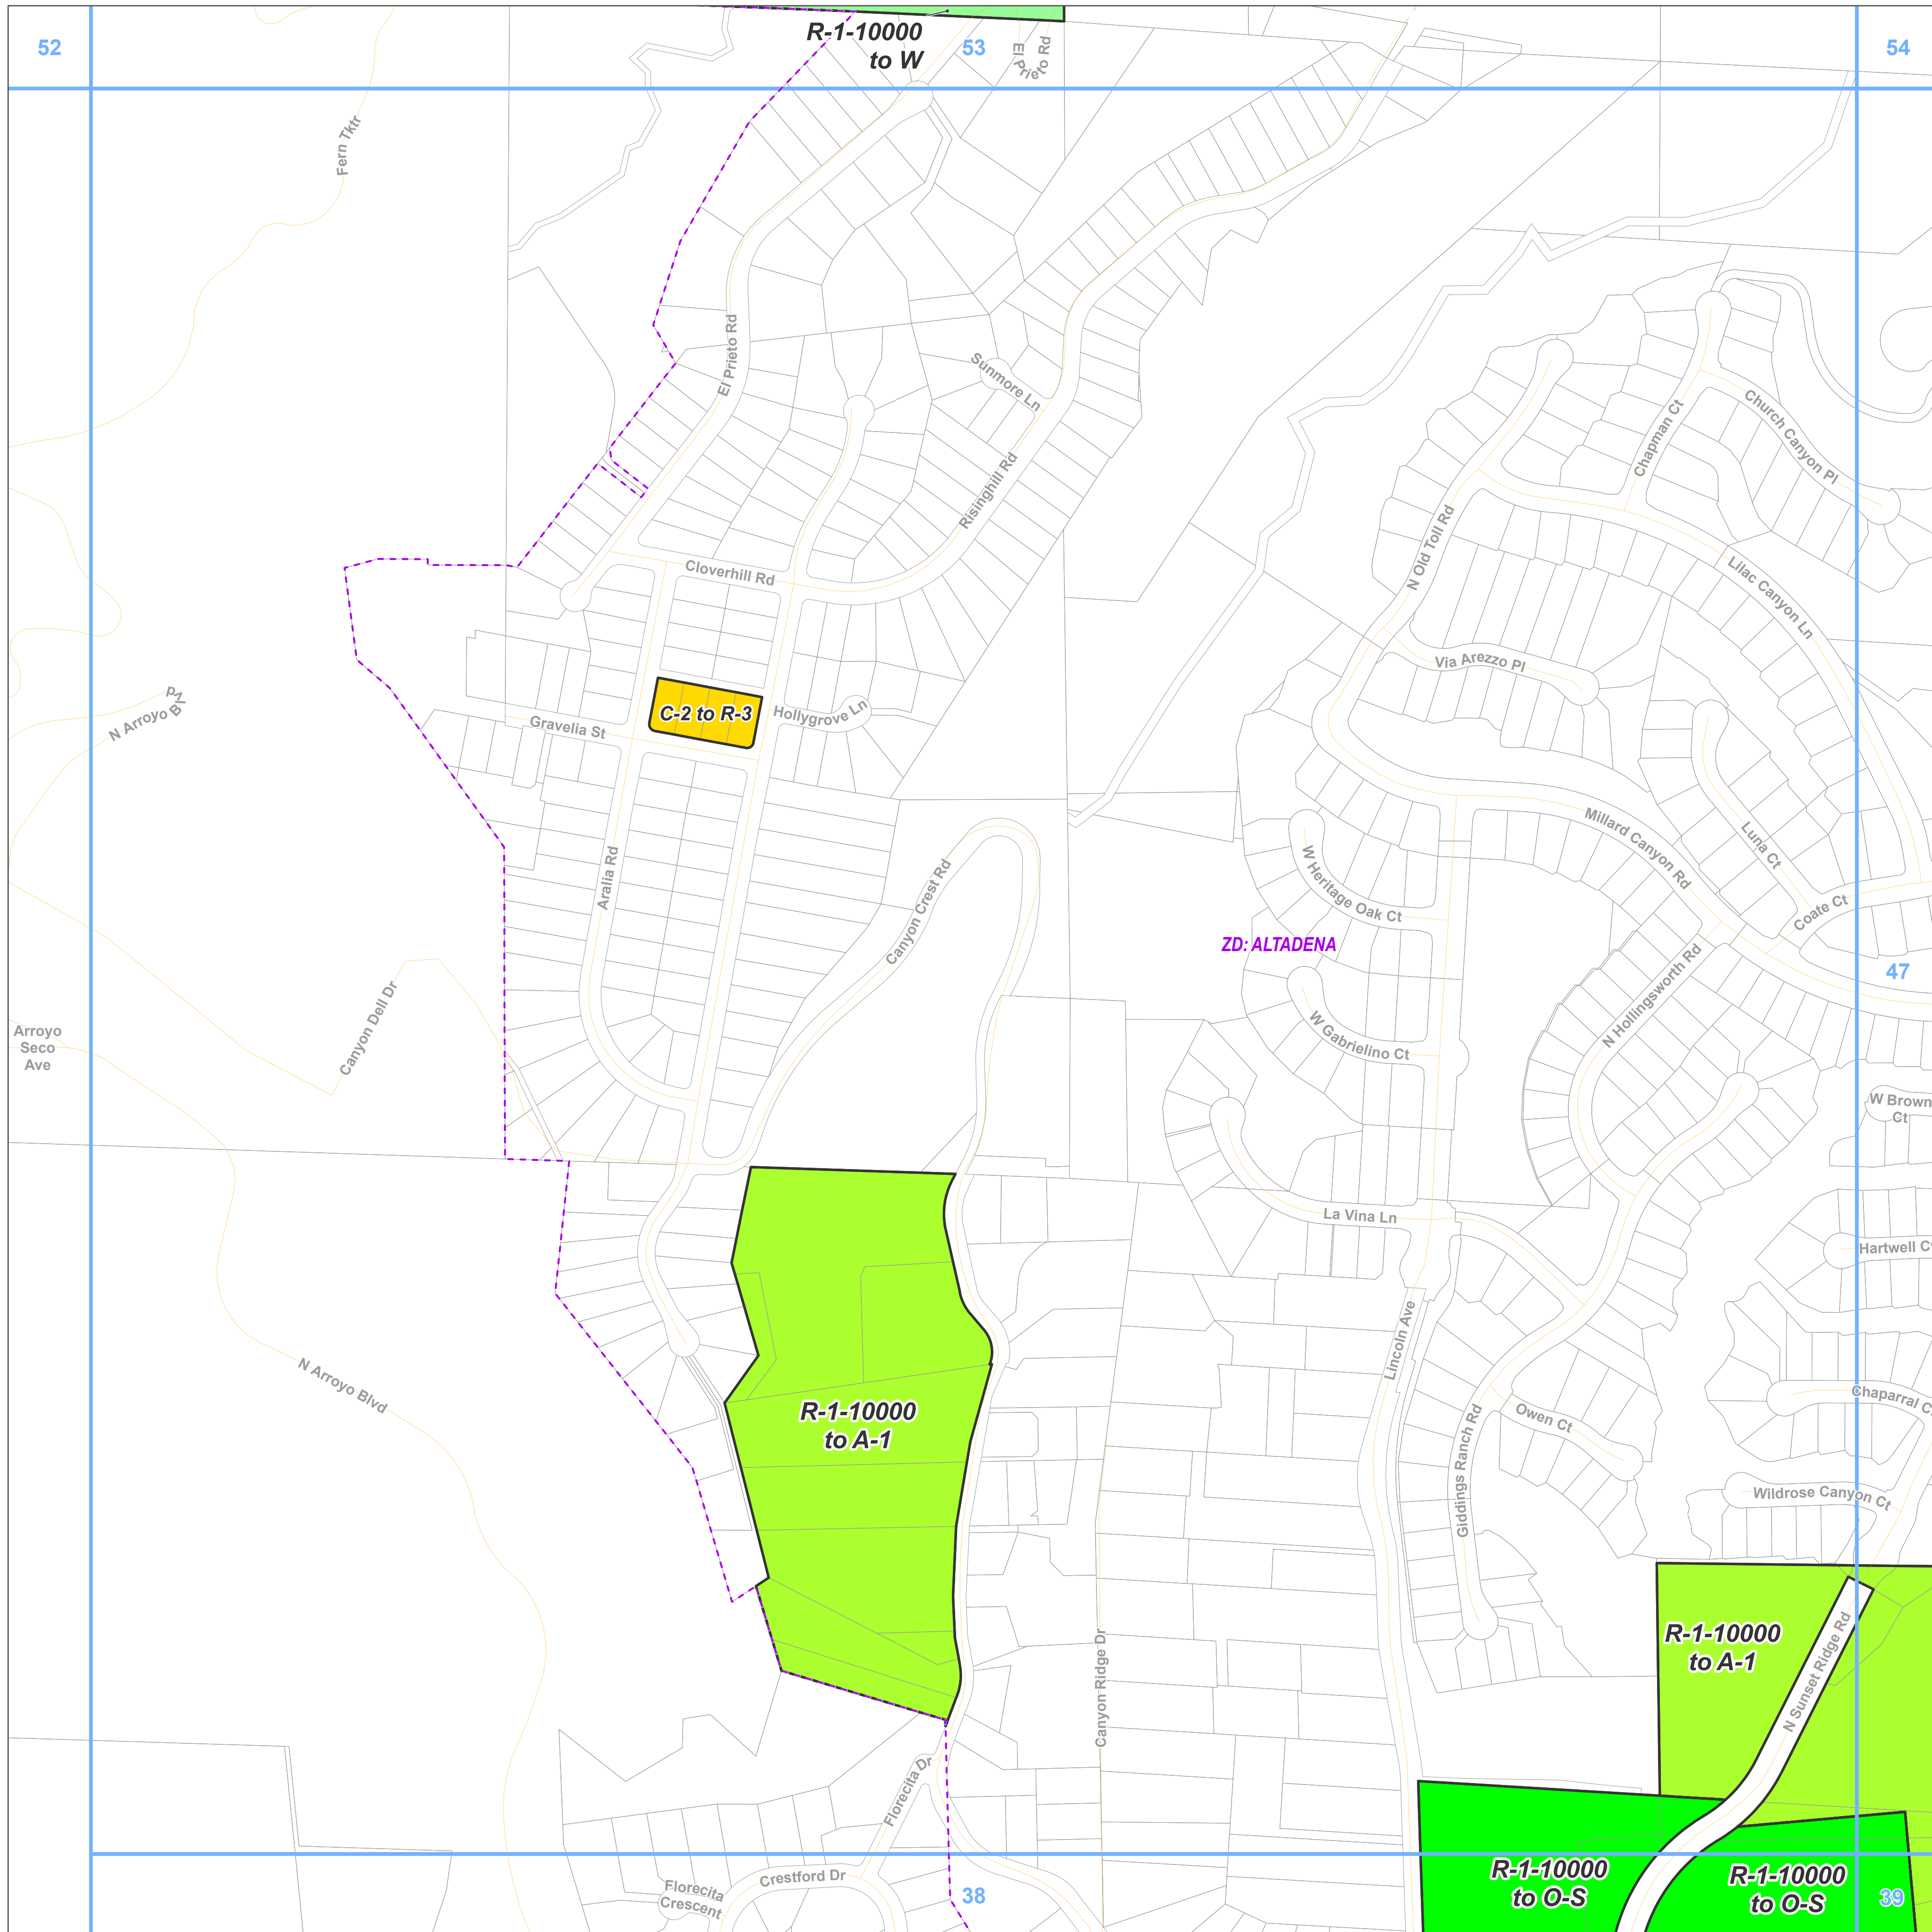 52
R-1-10000
to W
53
El Prieto Rd
54
Fern Tktr
El Prieto Rd
Sunmore Ln
Chapman Ct
Church Canyon Pl
Risinghill Rd
N Old Toll Rd
Cloverhill Rd
Lilac Canyon Ln
Via Arezzo Pl
N Arroyo Blvd
C-2 to R-3
Hollygrove Ln
Gravelia St
Millard Canyon Rd
Luna Ct
Aralia Rd
Canyon Crest Rd
W Heritage Oak Ct
Coate Ct
ZD: ALTADENA
N Hollingsworth Rd
47
Canyon Dell Dr
Arroyo
Seco
Ave
W Gabrielino Ct
W Brown
Ct
La Vina Ln
Hartwell Ct
Lincoln Ave
N Arroyo Blvd
R-1-10000
to A-1
Chaparral C
Owen Ct
Giddings Ranch Rd
Wildrose Canyon Ct
R-1-10000
to A-1
N Sunset Ridge Rd
Canyon Ridge Dr
Florecita Dr
Crestford Dr
Florecita
Crescent
38
R-1-10000
to O-S
R-1-10000
to O-S
39